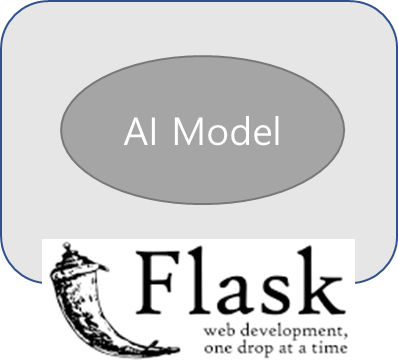 AI Model
Flask
web development,
one drop at a time